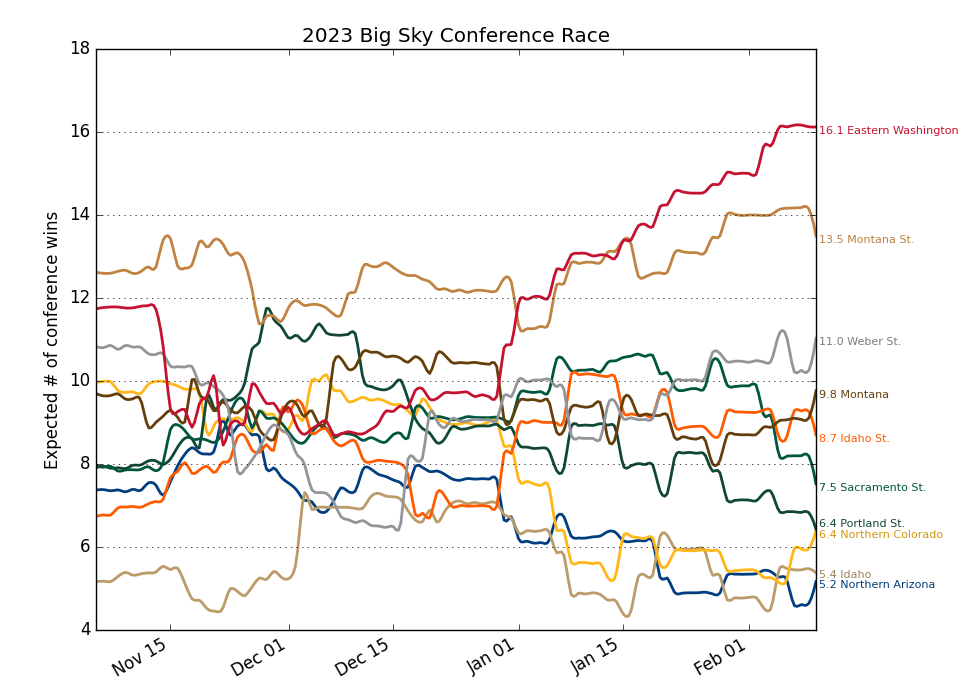 2023 Big Sky Conference Race
Expected # of conference wins
18
16
14
12
10
8
6
4
16.1 Eastern Washington
13.5 Montana St.
11.0 Weber St.
9.8 Montana
8.7 Idaho St.
7.5 Sacramento St.
6.4 Portland St.
6.4 Northern Colorado
5.4 Idaho
5.2 Northern Arizona
Nov 15
Dec 01
Dec 15
Jan 01
Jan 15
Feb 01